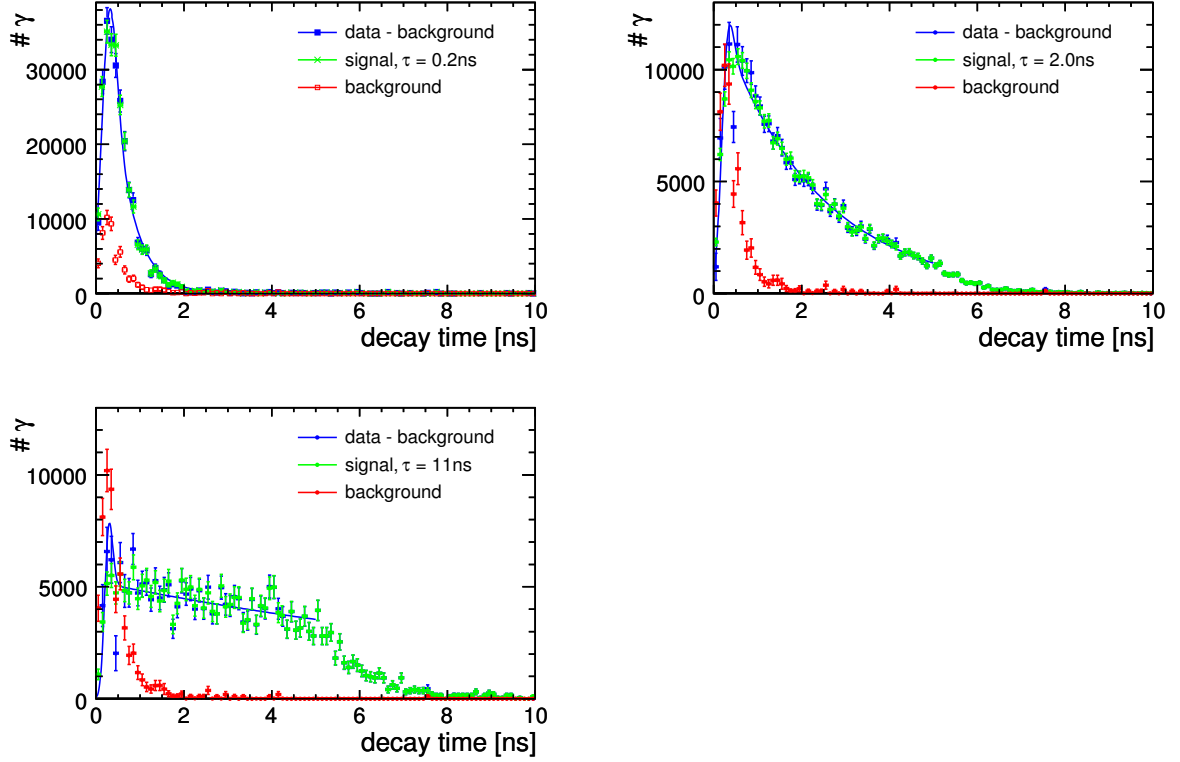 # γ
data - background
signal, τ = 0.2ns
background
30000
20000
10000
0
0 2 4 6 8 10
decay time [ns]
# γ
data - background
signal, τ = 2.0ns
background
10000
5000
0
0 2 4 6 8 10
decay time [ns]
# γ
data - background
signal, τ = 11ns
background
10000
5000
0
0 2 4 6 8 10
decay time [ns]